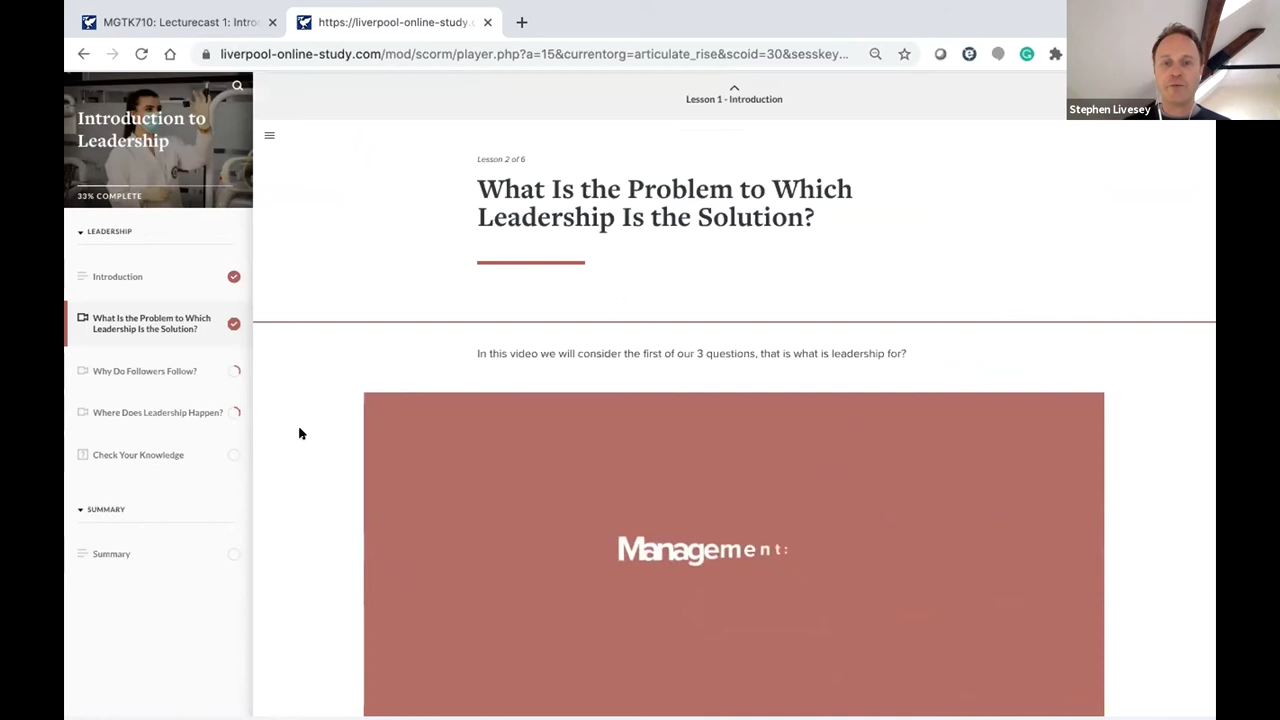 MGTK710: Lecturecast 1: Intro
https://liverpool-online-study.
liverpool-online-study.com/mod/scorm/player.php?a=15&currentorg=articulate_rise&scoid=30&sesskey...
Stephen Livesey
Introduction to
Leadership
33% COMPLETE
LEADERSHIP
Introduction
What Is the Problem to Which
Leadership Is the Solution?
Why Do Followers Follow?
Where Does Leadership Happen?
Check Your Knowledge
SUMMARY
Summary
Lesson 1 - Introduction
Lesson 2 of 6
What Is the Problem to Which
Leadership Is the Solution?
In this video we will consider the first of our 3 questions, that is what is leadership for?
Management: